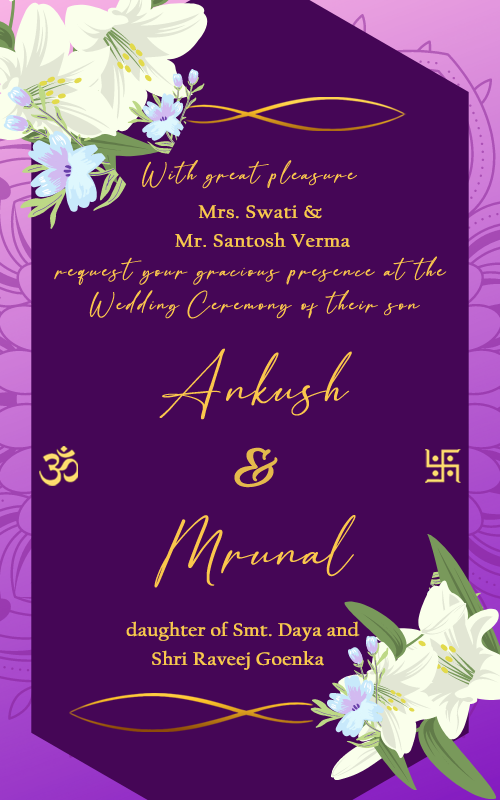 With great pleasure
Mrs. Swati &
Mr. Santosh Verma
request your gracious presence at the
Wedding Ceremony of their son
Ankush
ॐ & 卐
Mrunal
daughter of Smt. Daya and
Shri Raveej Goenka